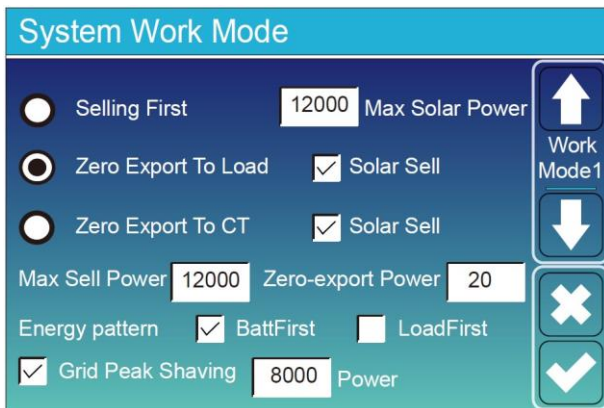 System Work Mode
Selling First 12000 Max Solar Power
Work
Mode1
Zero Export To Load Solar Sell
Zero Export To CT Solar Sell
Max Sell Power 12000 Zero-export Power 20
Energy pattern BattFirst LoadFirst
Grid Peak Shaving 8000 Power